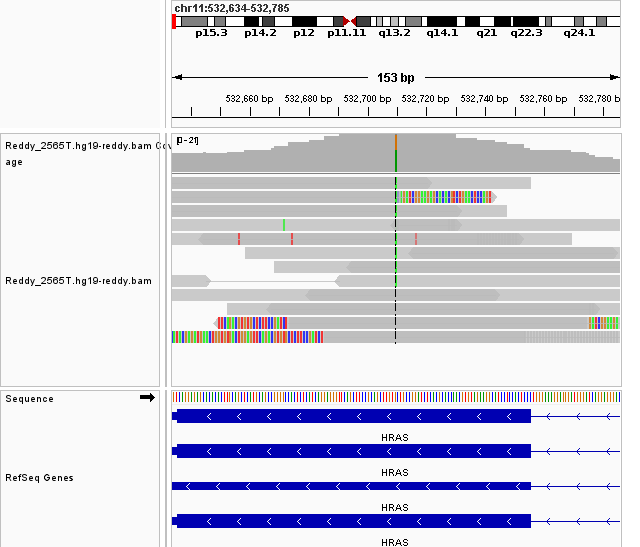 chr11:532,634-532,785
p15.3 p14.2 p12 p11.11 q13.2 q14.1 q21 q22.3 q24.1
153 bp
532,660 bp 532,680 bp 532,700 bp 532,720 bp 532,740 bp 532,760 bp 532,780 b
[0-21]
Reddy_2565T.hg19-reddy.bam Cov
age
Reddy_2565T.hg19-reddy.bam
Sequence
HRAS
HRAS
RefSeq Genes
HRAS
HRAS